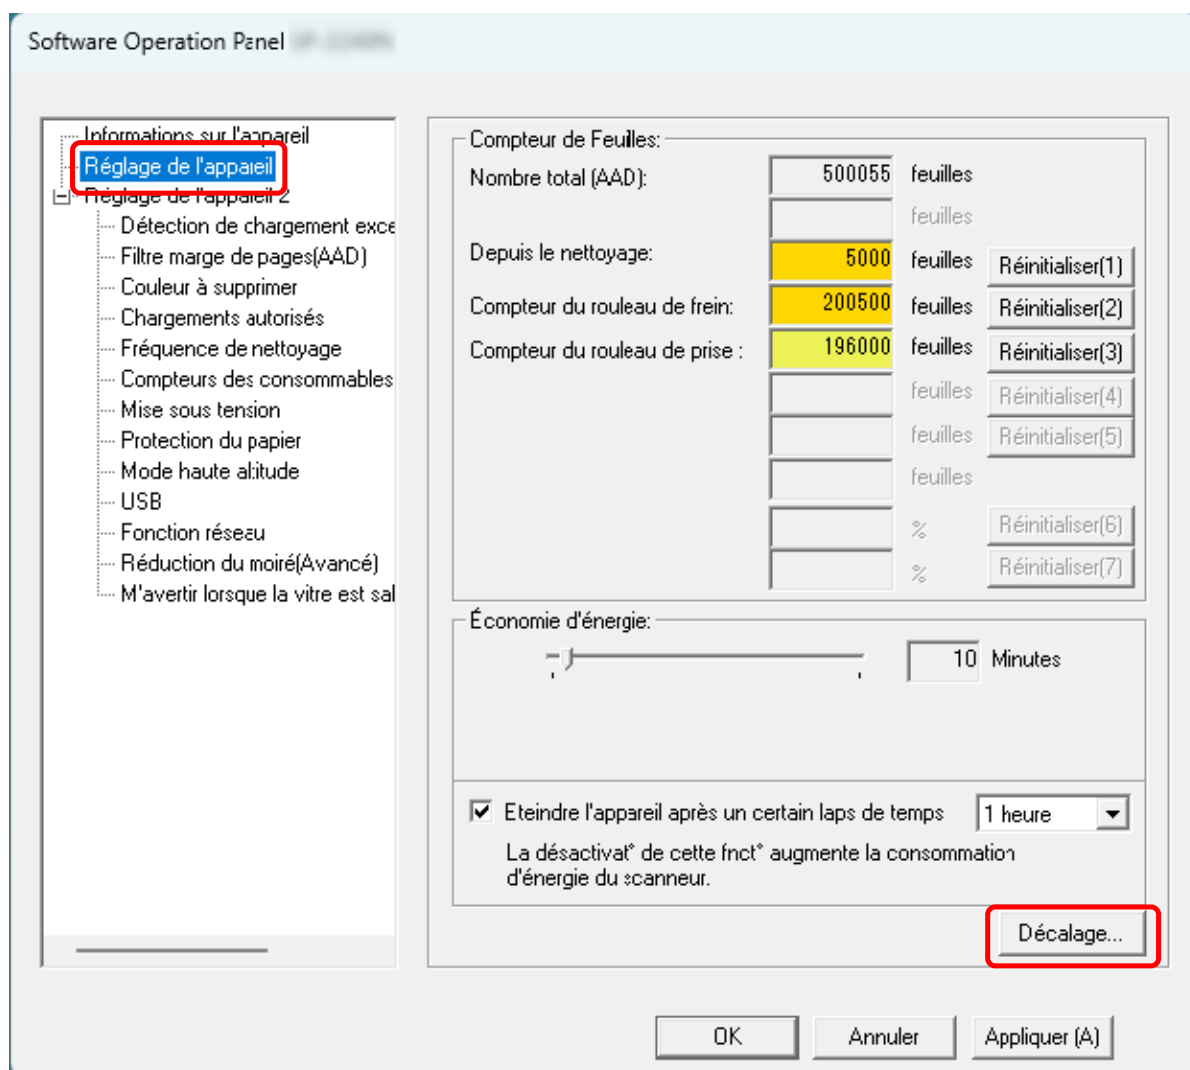 Software Operation Panel
Informations sur l'appareil
Réglage de l'appareil
Réglage de l'appareil 2
Détection de chargement exce
Filtre marge de pages(AAD)
Couleur à supprimer
Chargements autorisés
Fréquence de nettoyage
Compteurs des consommables
Mise sous tension
Protection du papier
Mode haute altitude
USB
Fonction réseau
Réduction du moiré(Avancé)
M'avertir lorsque la vitre est sal
Compteur de Feuilles:
Nombre total (AAD): 500055 feuilles
feuilles
Depuis le nettoyage: 5000 feuilles Réinitialiser(1)
Compteur du rouleau de frein: 200500 feuilles Réinitialiser(2)
Compteur du rouleau de prise : 196000 feuilles Réinitialiser(3)
feuilles Réinitialiser(4)
feuilles Réinitialiser(5)
feuilles
% Réinitialiser(6)
% Réinitialiser(7)
Économie d'énergie:
10 Minutes
Eteindre l'appareil après un certain laps de temps 1 heure
La désactivat° de cette fnct° augmente la consommation
d'énergie du scanneur.
Décalage...
OK Annuler Appliquer (A)